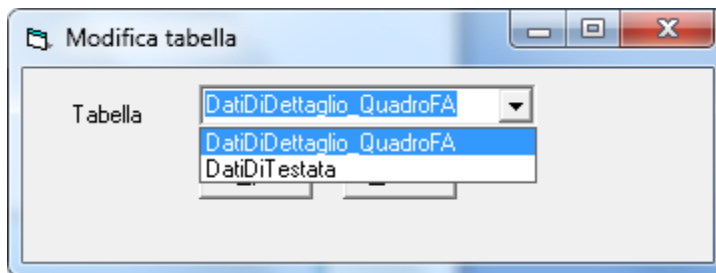 Modifica tabella
Tabella
DatiDiDettaglio_QuadroFA
DatiDiDettaglio_QuadroFA
DatiDiTestata